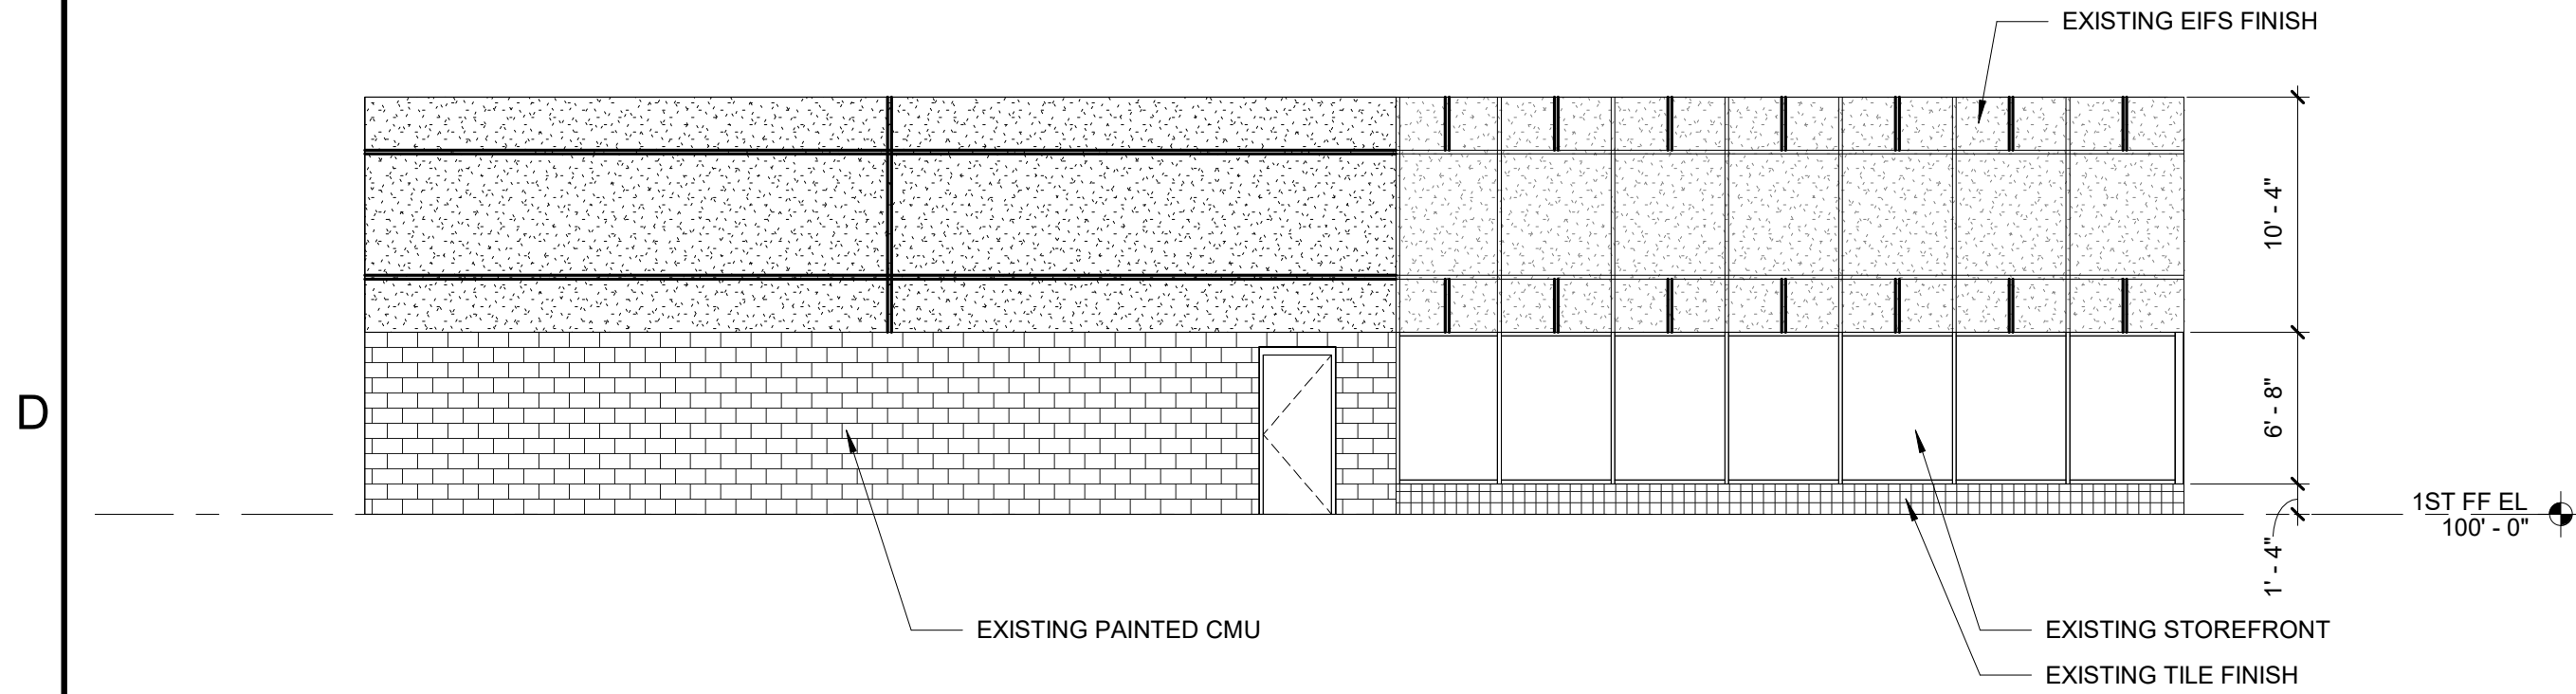 EXISTING EIFS FINISH
10' - 4"
D
6' - 8"
1ST FF EL
100' - 0"
1' - 4"
EXISTING PAINTED CMU
EXISTING STOREFRONT
EXISTING TILE FINISH